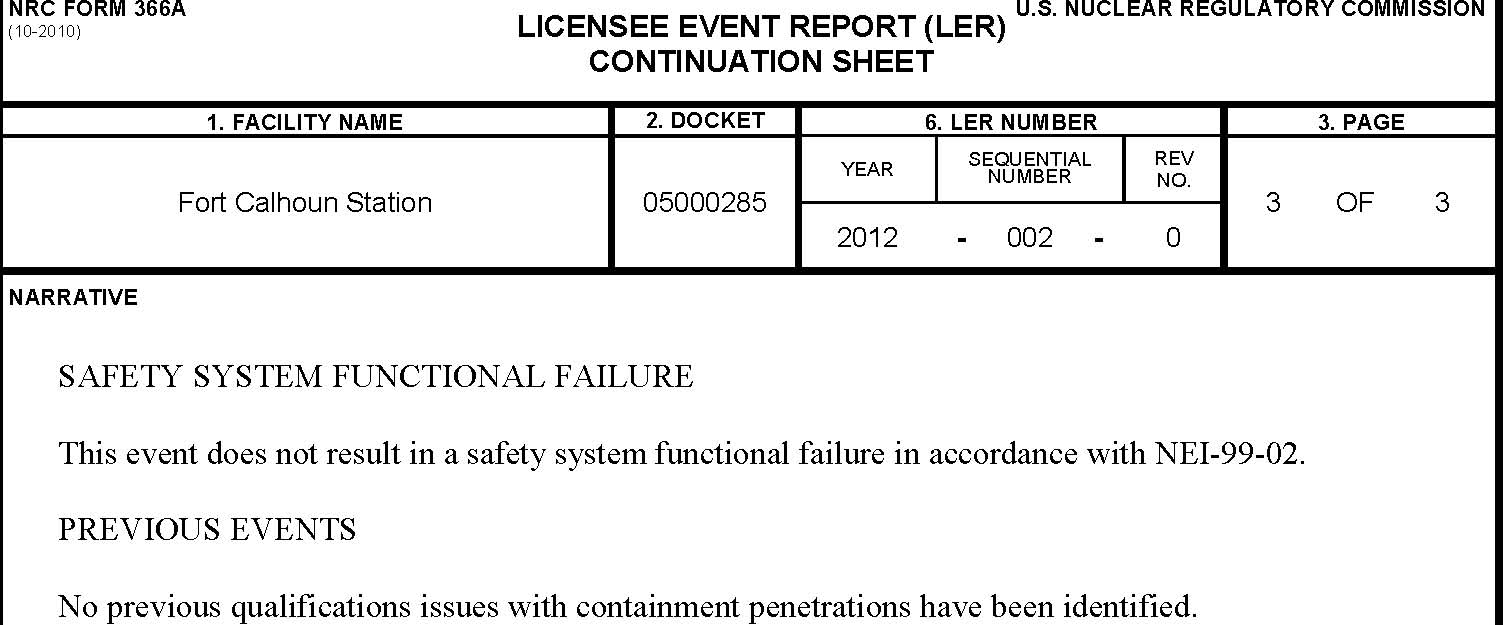 NRC FORM 366A
(10-2010)
U.S. NUCLEAR REGULATORY COMMISSION
LICENSEE EVENT REPORT (LER)
CONTINUATION SHEET
1. FACILITY NAME
2. DOCKET
6. LER NUMBER
3. PAGE
Fort Calhoun Station
05000285
YEAR
SEQUENTIAL
NUMBER
REV
NO.
2012 - 002 - 0
3 OF 3
NARRATIVE
SAFETY SYSTEM FUNCTIONAL FAILURE
This event does not result in a safety system functional failure in accordance with NEI-99-02.
PREVIOUS EVENTS
No previous qualifications issues with containment penetrations have been identified.